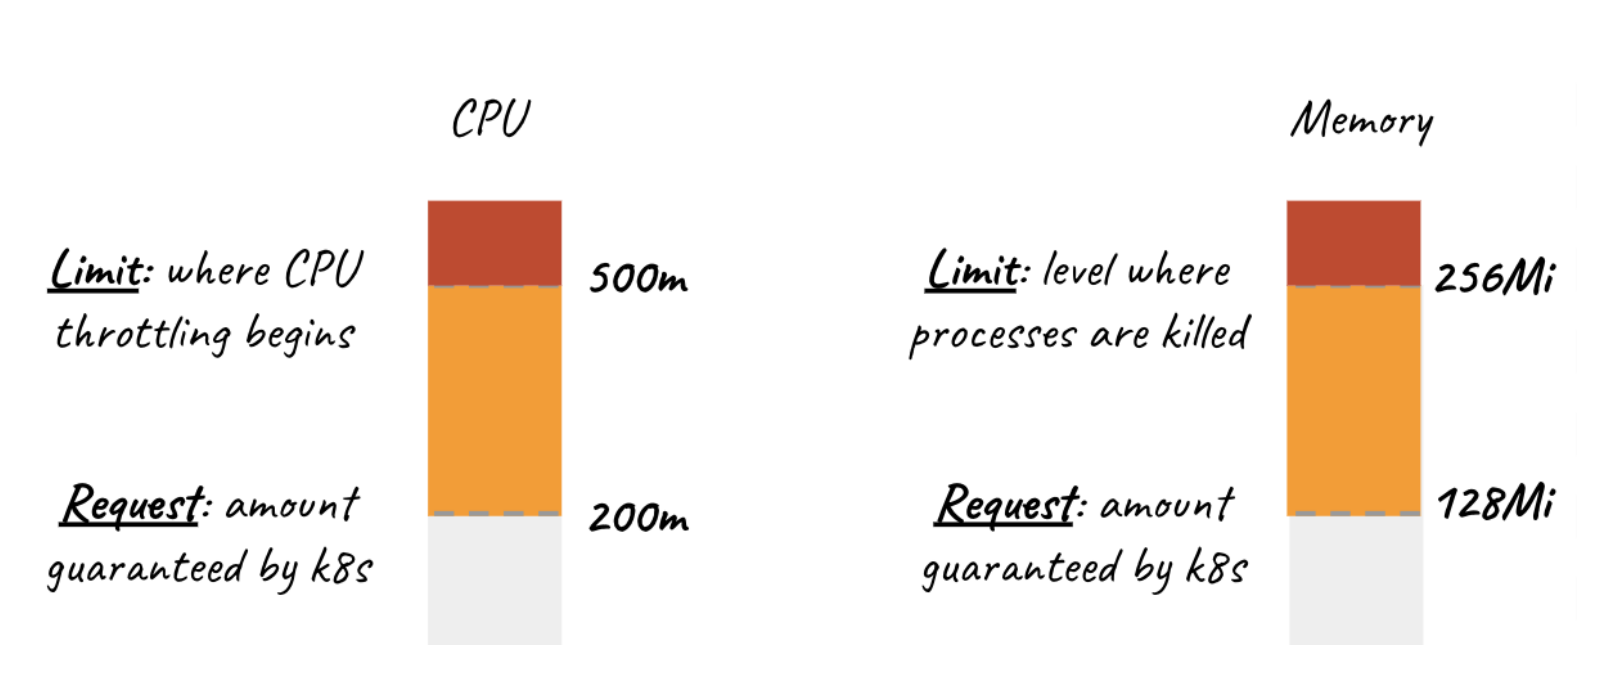 CPU
Limit: where CPU
throttling begins
500m
Request: amount
guaranteed by k8s
200m
Memory
Limit: level where
processes are killed
256Mi
Request: amount
guaranteed by k8s
128Mi